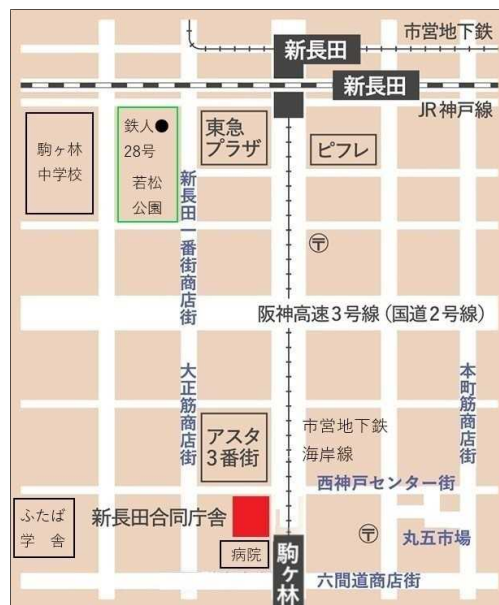 市営地下鉄
新長田
新長田
JR神戸線
駒ヶ林
中学校
鉄人●
28号
若松
公園
東急
プラザ
ピフレ
新長田一番街商店街
〒
阪神高速3号線(国道2号線)
大正筋商店街
本町筋商店街
アスタ
3番街
市営地下鉄
海岸線
西神戸センター街
ふたば
学舎
新長田合同庁舎
病院
〒
丸五市場
駒ヶ林
六間道商店街